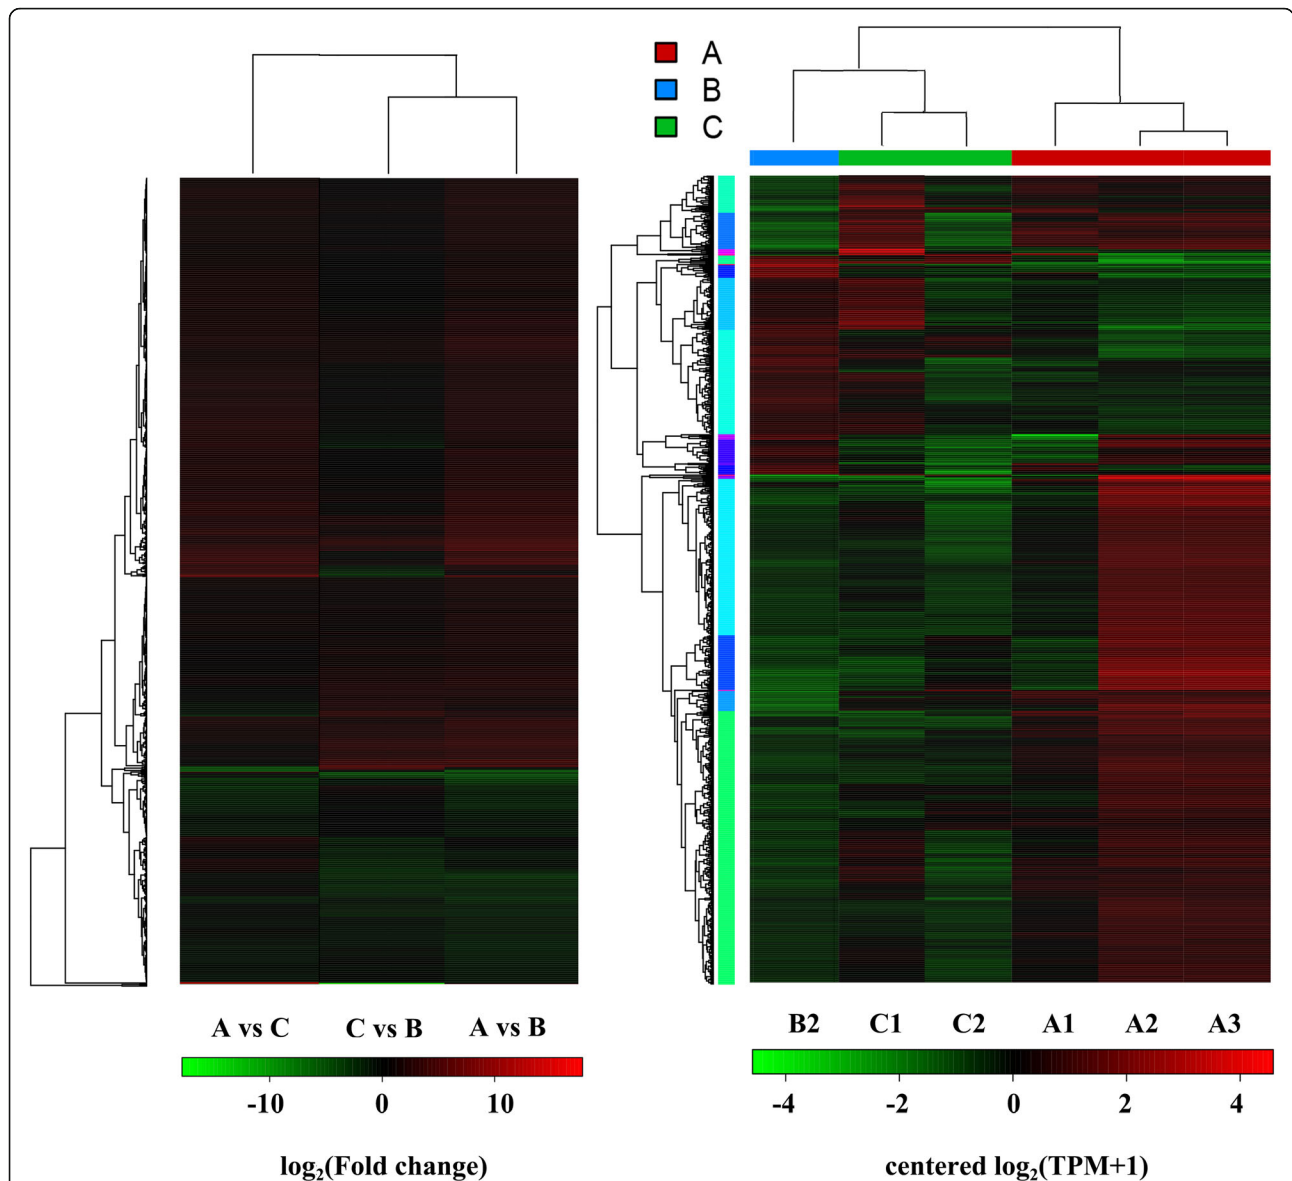 A
B
C
A vs C C vs B A vs B
-10 0 10
log₂(Fold change)
B2 C1 C2 A1 A2 A3
-4 -2 0 2 4
centered log₂(TPM+1)